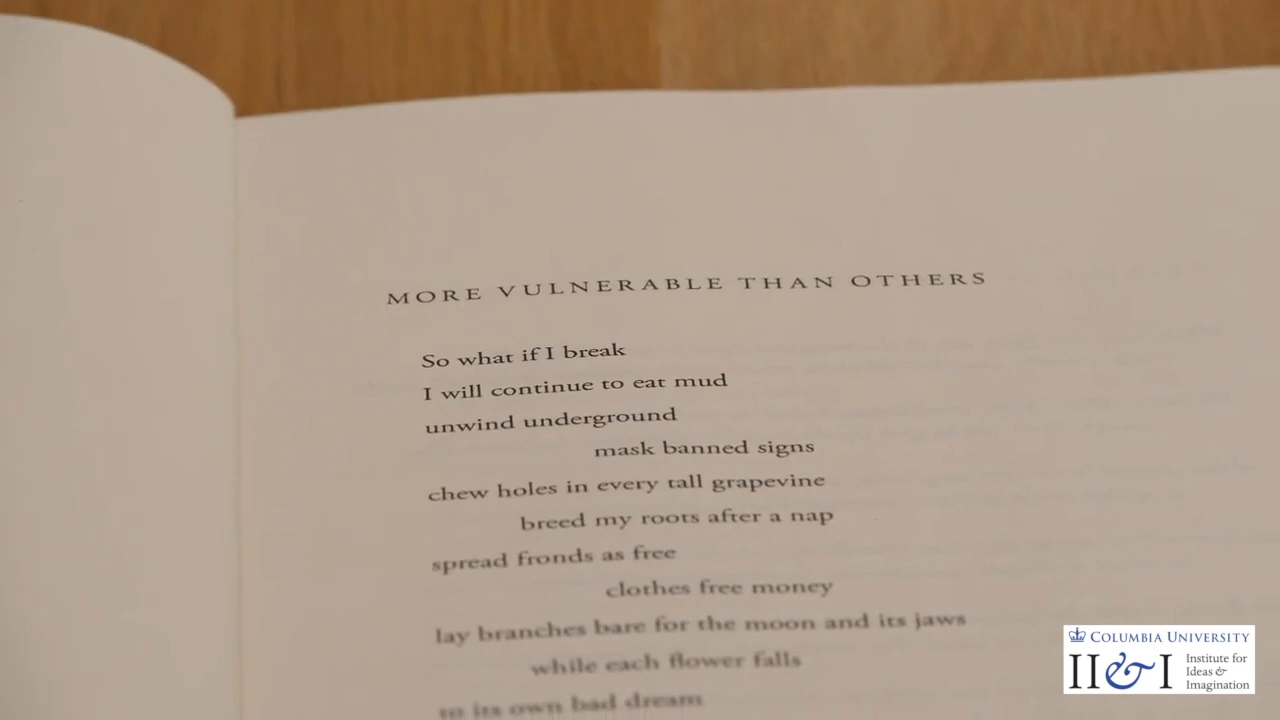 MORE VULNERABLE THAN OTHERS
So what if I break
I will continue to eat mud
unwind underground
mask banned signs
chew holes in every tall grapevine
breed my roots after a nap
spread fronds as free
clothes free money
lay branches bare for the moon and its jaws
while each flower falls
to its own bad dream
COLUMBIA UNIVERSITY
II&I
Institute for
Ideas &
Imagination